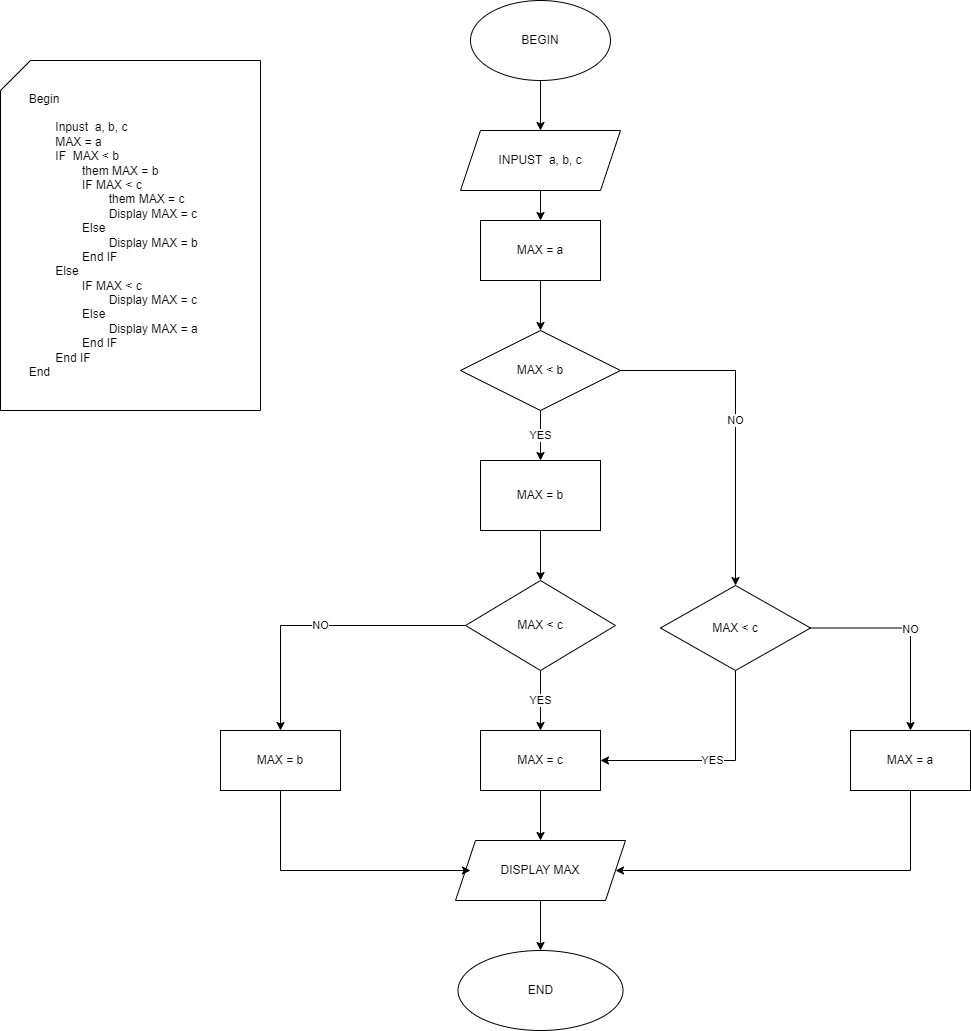 Begin
Inpust  a, b, c
MAX = a
IF  MAX < b
them MAX = b
IF MAX < c
them MAX = c
Display MAX = c
Else
Display MAX = b
End IF
Else
IF MAX < c
Display MAX = c
Else
Display MAX = a
End IF
End IF
End
BEGIN
INPUST  a, b, c
MAX = a
MAX < b
YES
NO
MAX = b
MAX < c
MAX < c
NO
YES
NO
MAX = b
MAX = c
YES
MAX = a
DISPLAY MAX
END